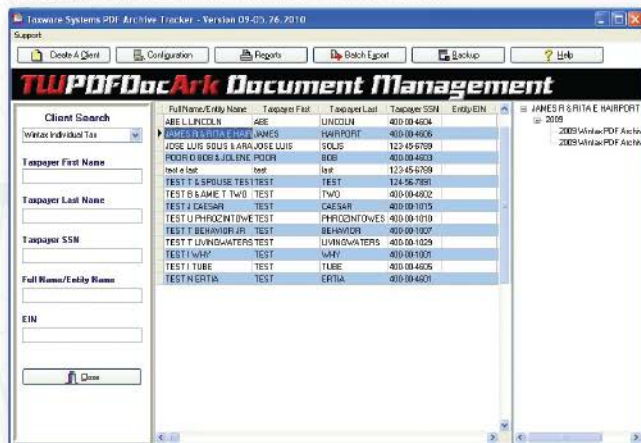 Taxware Systems PDF Archive Tracker - Version 09-05.26.2010
Support
Create A Client Configuration Reports Batch Export Backup Help
TWPDFDocArk Document Management
Client Search
Wintax Individual Tax
Taxpayer First Name
Taxpayer Last Name
Taxpayer SSN
Full Name/Entity Name
EIN
Close
Full Name/Entity Name Taxpayer First Taxpayer Last Taxpayer SSN Entity EIN
ABE L LINCOLN ABE LINCOLN 400-00-4604
JAMES R & RITA E HAIR JAMES HAIRPORT 400-00-4606
JOSE LUIS SOLIS & ARA JOSE LUIS SOLIS 123-45-6789
POOR O BOB & JOLENE POOR BOB 400-00-4603
test e last test last 123-45-6789
TEST T & SPOUSE TEST TEST TEST 124-56-7891
TEST B & AMIE T TWO TEST TWO 400-00-4602
TEST J CAESAR TEST CAESAR 400-00-1015
TEST U PHROZINTOWE TEST PHROZINTOWES 400-00-1010
TEST T BEHAVIOR JR TEST BEHAVIOR 400-00-1007
TEST T LIVINGWATERS TEST LIVINGWATERS 400-00-1029
TEST I WHY TEST WHY 400-00-4601
TEST I TUBE TEST TUBE 400-00-4605
TEST N ERTIA TEST ERTIA 400-00-4601
JAMES R & RITA E HAIRPORT
2009
2009 Wintax PDF Archiv
2009 Wintax PDF Archiv